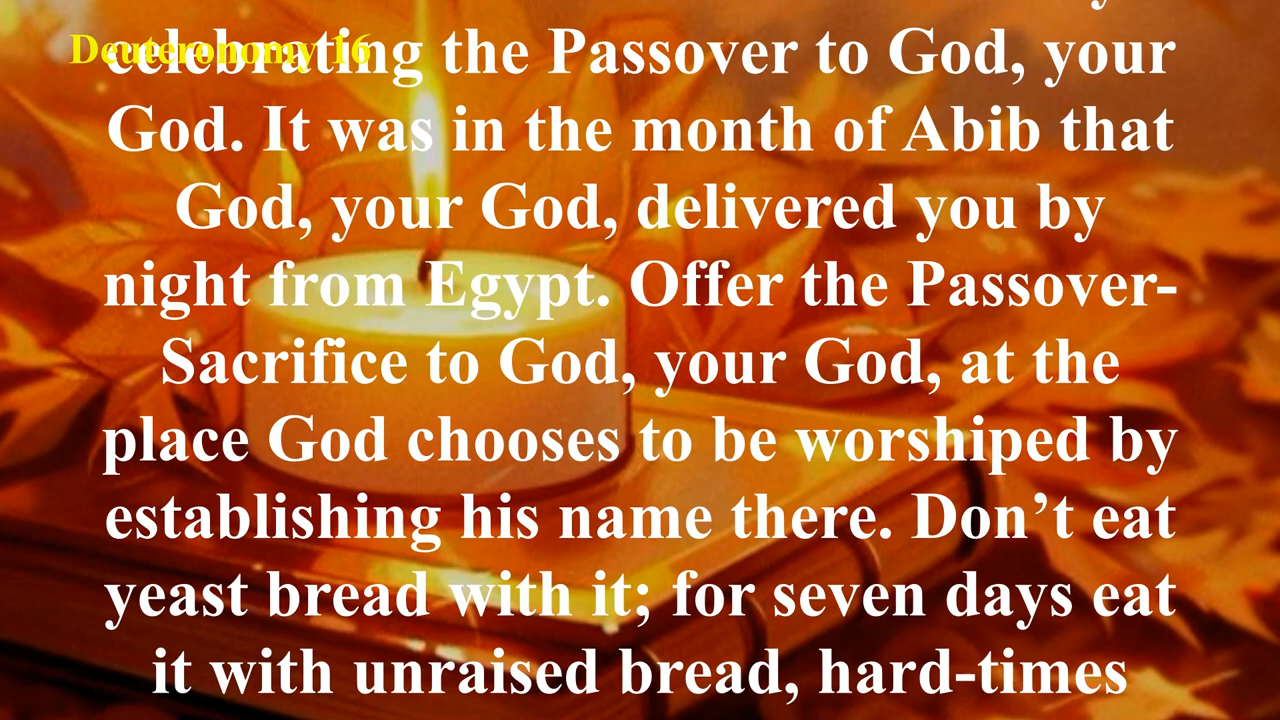 Deuteronomy 16
celebrating the Passover to God, your
God. It was in the month of Abib that
God, your God, delivered you by
night from Egypt. Offer the Passover-
Sacrifice to God, your God, at the
place God chooses to be worshiped by
establishing his name there. Don’t eat
yeast bread with it; for seven days eat
it with unraised bread, hard-times